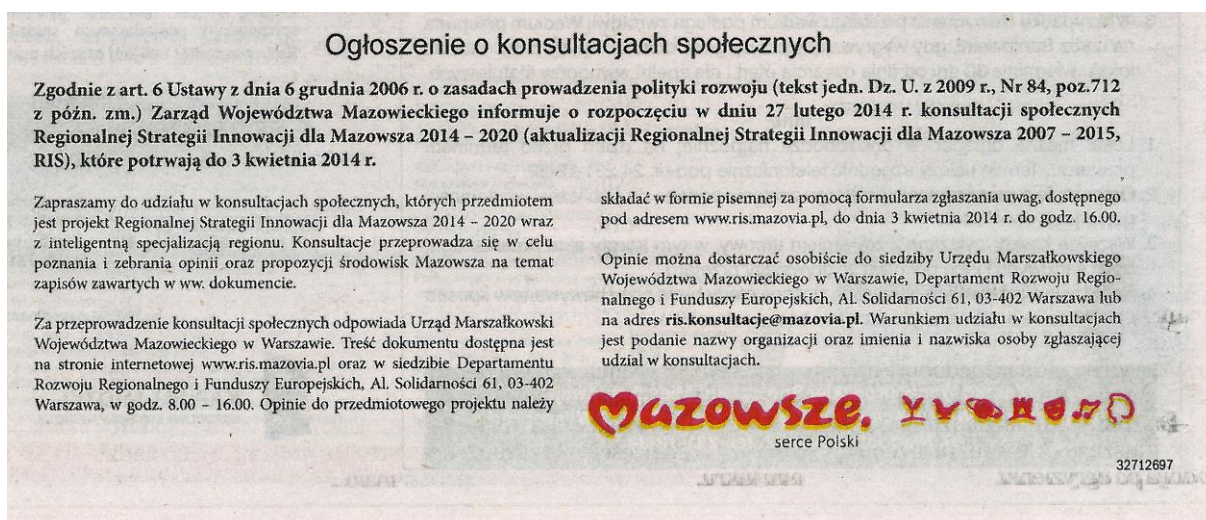 Ogłoszenie o konsultacjach społecznych
Zgodnie z art. 6 Ustawy z dnia 6 grudnia 2006 r. o zasadach prowadzenia polityki rozwoju (tekst jedn. Dz. U. z 2009 r., Nr 84, poz.712
z późn. zm.) Zarząd Województwa Mazowieckiego informuje o rozpoczęciu w dniu 27 lutego 2014 r. konsultacji społecznych
Regionalnej Strategii Innowacji dla Mazowsza 2014 – 2020 (aktualizacji Regionalnej Strategii Innowacji dla Mazowsza 2007 – 2015,
RIS), które potrwają do 3 kwietnia 2014 r.
Zapraszamy do udziału w konsultacjach społecznych, których przedmiotem
jest projekt Regionalnej Strategii Innowacji dla Mazowsza 2014 – 2020 wraz
z inteligentną specjalizacją regionu. Konsultacje przeprowadza się w celu
poznania i zebrania opinii oraz propozycji środowisk Mazowsza na temat
zapisów zawartych w ww. dokumencie.
Za przeprowadzenie konsultacji społecznych odpowiada Urząd Marszałkowski
Województwa Mazowieckiego w Warszawie. Treść dokumentu dostępna jest
na stronie internetowej www.ris.mazovia.pl oraz w siedzibie Departamentu
Rozwoju Regionalnego i Funduszy Europejskich, Al. Solidarności 61, 03-402
Warszawa, w godz. 8.00 – 16.00. Opinie do przedmiotowego projektu należy
składać w formie pisemnej za pomocą formularza zgłaszania uwag, dostępnego
pod adresem www.ris.mazovia.pl, do dnia 3 kwietnia 2014 r. do godz. 16.00.
Opinie można dostarczać osobiście do siedziby Urzędu Marszałkowskiego
Województwa Mazowieckiego w Warszawie, Departament Rozwoju Regio-
nalnego i Funduszy Europejskich, Al. Solidarności 61, 03-402 Warszawa lub
na adres ris.konsultacje@mazovia.pl. Warunkiem udziału w konsultacjach
jest podanie nazwy organizacji oraz imienia i nazwiska osoby zgłaszającej
udział w konsultacjach.
Mazowsze.
serce Polski
32712697